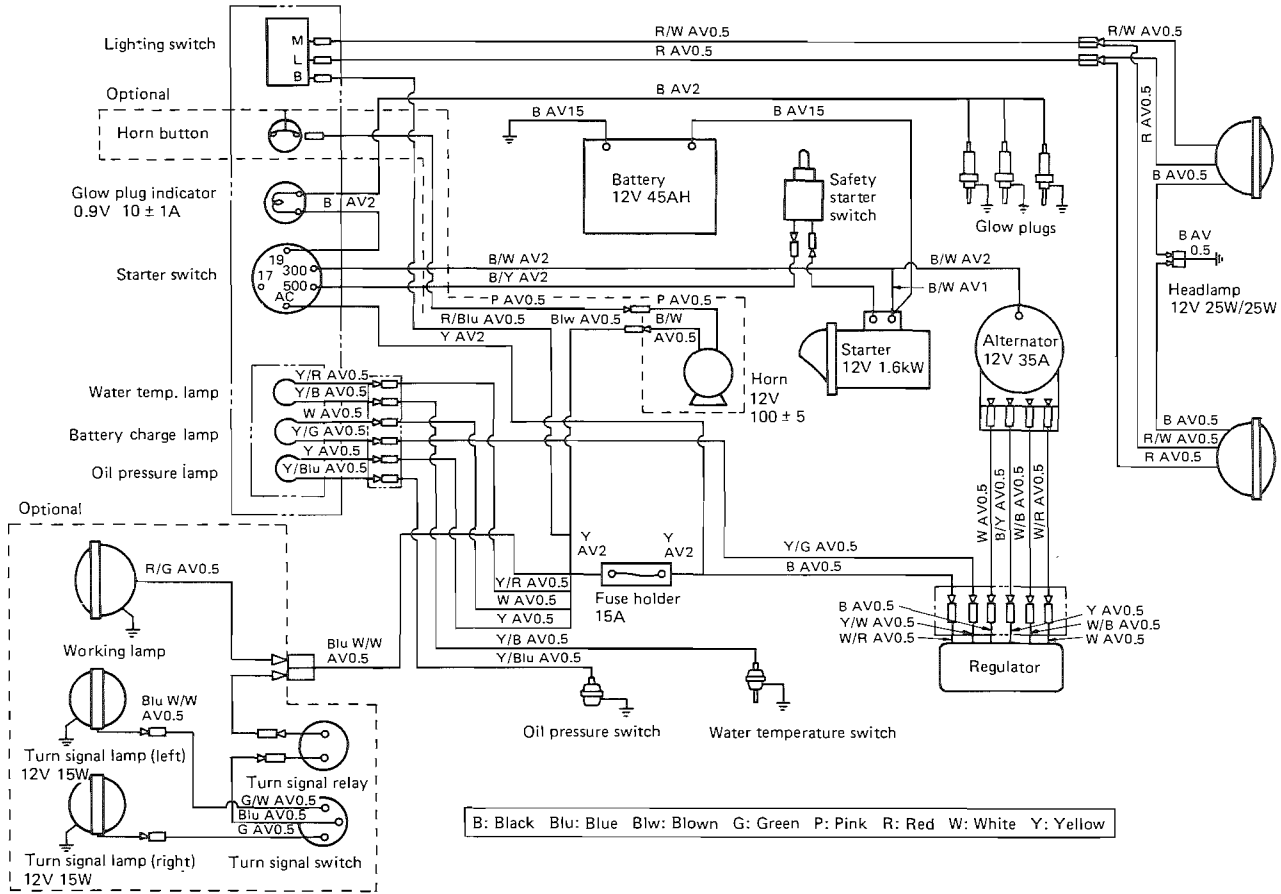 R/W AV0.5
R/W AV0.5
Lighting switch
M
R AV0.5
L
B
Optional
B AV2
R AV0.5
B AV15
B AV15
Horn button
Battery
12V 45AH
Safety
starter
switch
B AV0.5
Glow plug indicator
0.9V 10 ± 1A
B AV2
Glow plugs
B AV
0.5
Starter switch
19
17
300
500
AC
B/W AV2
B/Y AV2
B/W AV2
B/W AV1
Headlamp
12V 25W/25W
P AV0.5
P AV0.5
R/Blu AV0.5
Blw AV0.5
B/W
AV0.5
Y AV2
Starter
12V 1.6kW
Alternator
12V 35A
Horn
12V
100 ± 5
Water temp. lamp
Y/R AV0.5
Y/B AV0.5
W AV0.5
Battery charge lamp
Y/G AV0.5
Y AV0.5
Oil pressure lamp
Y/Blu AV0.5
B AV0.5
R/W AV0.5
R AV0.5
W AV0.5
B/Y AV0.5
W/B AV0.5
W/R AV0.5
Optional
R/G AV0.5
Y
AV2
Y
AV2
Y/G AV0.5
B AV0.5
Y/R AV0.5
W AV0.5
Y AV0.5
Fuse holder
15A
Y/B AV0.5
Y/Blu AV0.5
B AV0.5
Y/W AV0.5
W/R AV0.5
Y AV0.5
W/B AV0.5
W AV0.5
Regulator
Working lamp
Blu W/W
AV0.5
Blu W/W
AV0.5
Oil pressure switch
Water temperature switch
Turn signal lamp (left)
12V 15W
Turn signal relay
G/W AV0.5
Blu AV0.5
G AV0.5
Turn signal lamp (right)
12V 15W
Turn signal switch
B: Black Blu: Blue Blw: Blown G: Green P: Pink R: Red W: White Y: Yellow